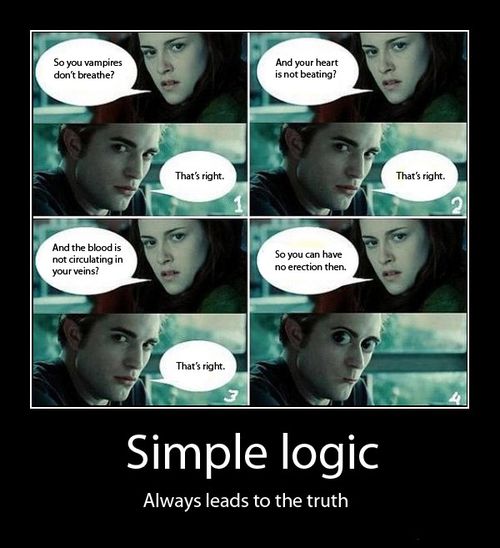 So you vampires
don't breathe?
That's right.
1
And your heart
is not beating?
That's right.
2
And the blood is
not circulating in
your veins?
That's right.
3
So you can have
no erection then.
4
Simple logic
Always leads to the truth